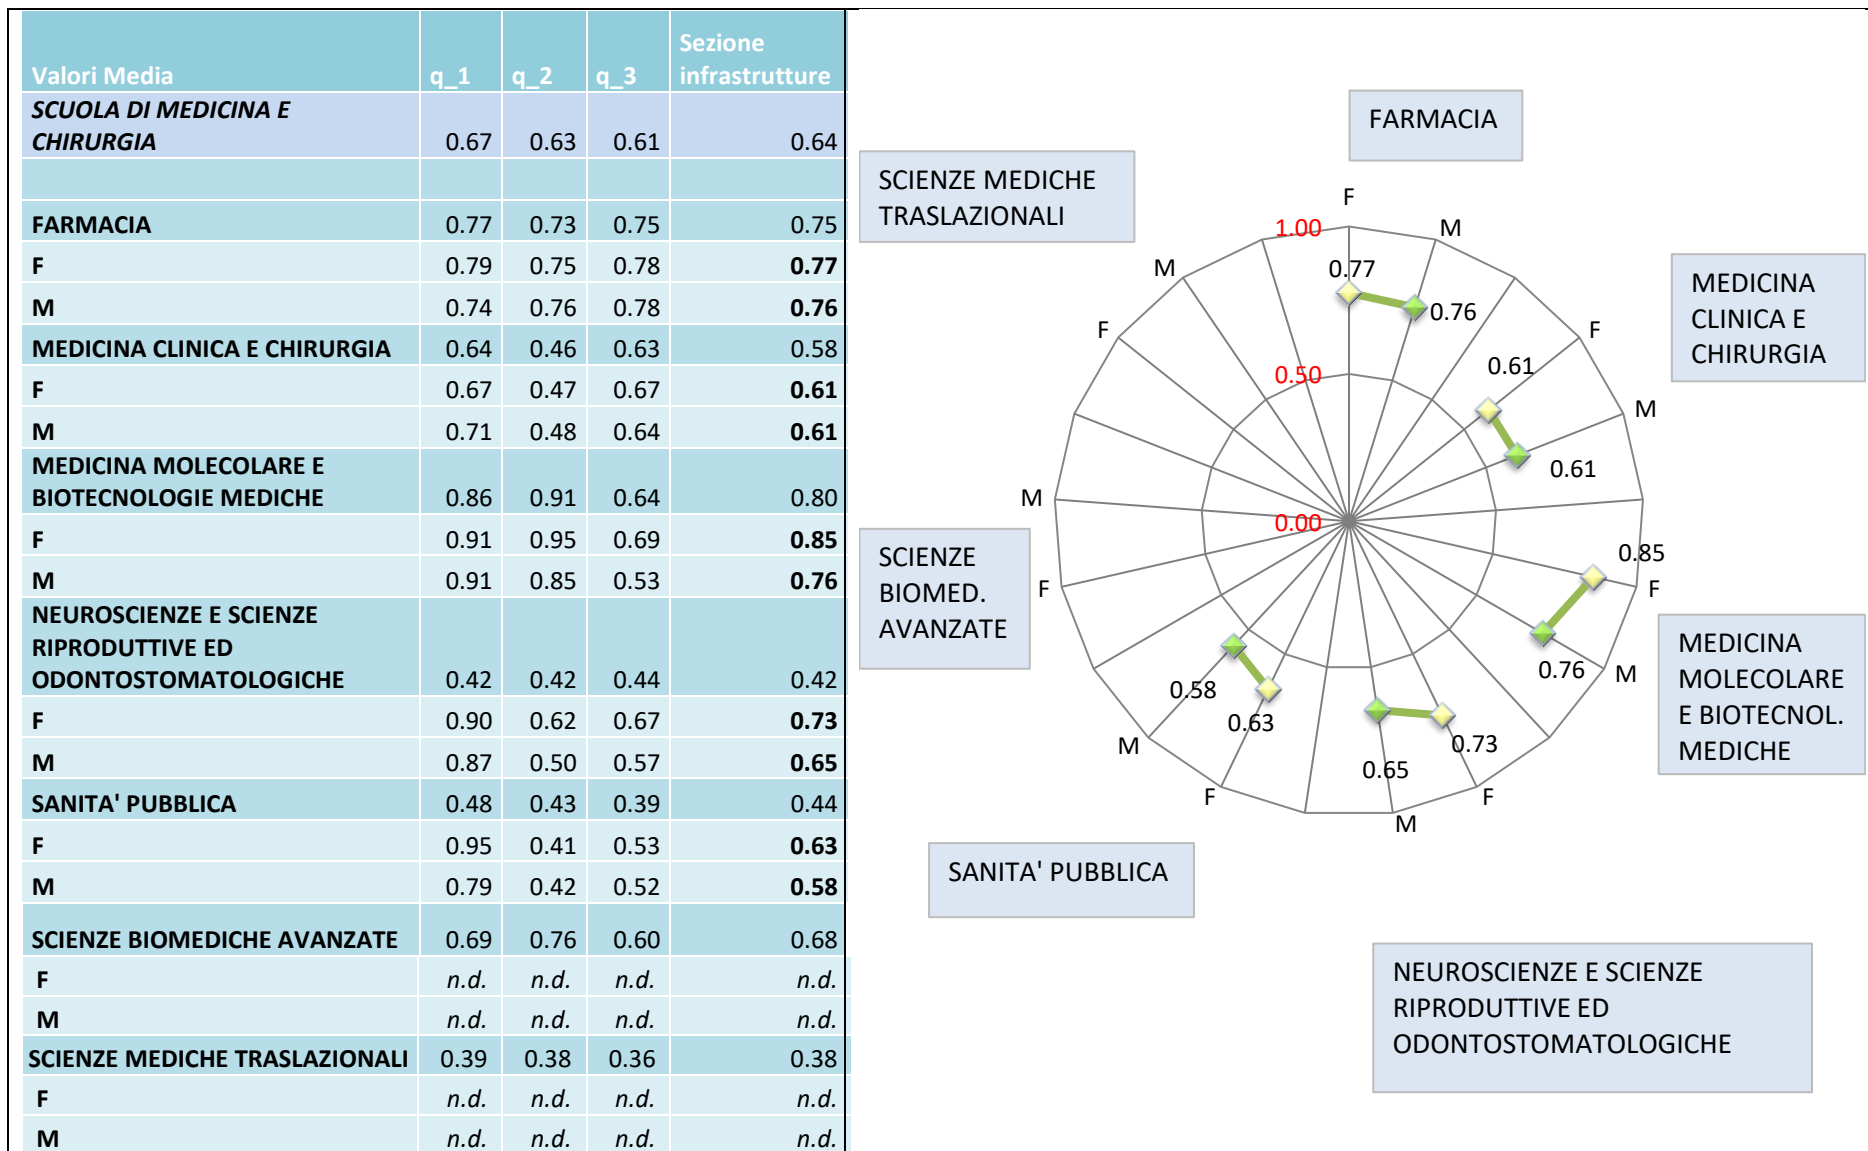 Valori Media q_1 q_2 q_3 Sezione infrastrutture
SCUOLA DI MEDICINA E
CHIRURGIA 0.67 0.63 0.61 0.64
FARMACIA 0.77 0.73 0.75 0.75
F 0.79 0.75 0.78 0.77
M 0.74 0.76 0.78 0.76
MEDICINA CLINICA E CHIRURGIA 0.64 0.46 0.63 0.58
F 0.67 0.47 0.67 0.61
M 0.71 0.48 0.64 0.61
MEDICINA MOLECOLARE E
BIOTECNOLOGIE MEDICHE 0.86 0.91 0.64 0.80
F 0.91 0.95 0.69 0.85
M 0.91 0.85 0.53 0.76
NEUROSCIENZE E SCIENZE
RIPRODUTTIVE ED
ODONTOSTOMATOLOGICHE 0.42 0.42 0.44 0.42
F 0.90 0.62 0.67 0.73
M 0.87 0.50 0.57 0.65
SANITA' PUBBLICA 0.48 0.43 0.39 0.44
F 0.95 0.41 0.53 0.63
M 0.79 0.42 0.52 0.58
SCIENZE BIOMEDICHE AVANZATE 0.69 0.76 0.60 0.68
F n.d. n.d. n.d. n.d.
M n.d. n.d. n.d. n.d.
SCIENZE MEDICHE TRASLAZIONALI 0.39 0.38 0.36 0.38
F n.d. n.d. n.d. n.d.
M n.d. n.d. n.d. n.d.
FARMACIA
SCIENZE MEDICHE
TRASLAZIONALI
F
1.00
M
M
0.77
MEDICINA
CLINICA E
CHIRURGIA
0.76
F
F
0.50
0.61
M
0.61
M
0.00
SCIENZE
BIOMED.
AVANZATE
0.85
F
F
MEDICINA
MOLECOLARE
E BIOTECNOL.
MEDICHE
0.76
M
0.58
0.63
0.73
M
0.65
F
F
M
SANITA' PUBBLICA
NEUROSCIENZE E SCIENZE
RIPRODUTTIVE ED
ODONTOSTOMATOLOGICHE